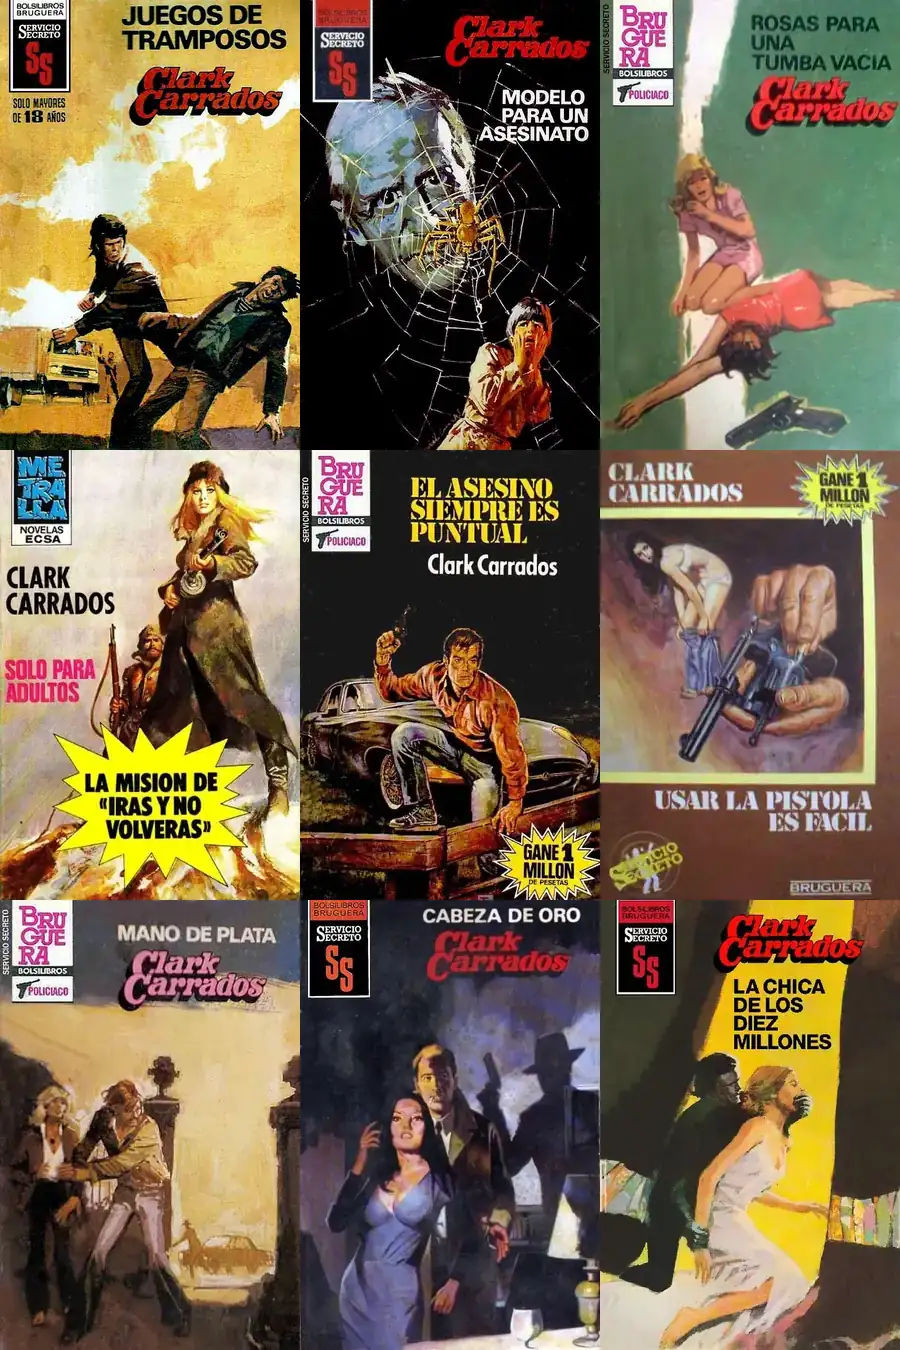 BOLSILIBROS
BRUGUERA
SERVICIO
SECRETO
SS
SOLO MAYORES
DE 18 AÑOS
JUEGOS DE
TRAMPOSOS
Clark
Carrados
BOLSILIBROS
BRUGUERA
SERVICIO
SECRETO
SS
Clark
Carrados
MODELO
PARA UN
ASESINATO
SERVICIO SECRETO
BRU
GUE
RA
BOLSILIBROS
POLICIACO
ROSAS PARA
UNA
TUMBA VACIA
Clark
Carrados
ME
TRA
LLA
NOVELAS
ECSA
CLARK
CARRADOS
SOLO PARA
ADULTOS
LA MISION DE
«IRAS Y NO
VOLVERAS»
SERVICIO SECRETO
BRU
GUE
RA
BOLSILIBROS
POLICIACO
EL ASESINO
SIEMPRE ES
PUNTUAL
Clark Carrados
GANE 1
MILLON
DE PESETAS
CLARK
CARRADOS
GANE 1
MILLON
DE PESETAS
USAR LA PISTOLA
ES FACIL
SERVICIO
SECRETO
BRUGUERA
SERVICIO SECRETO
BRU
GUE
RA
BOLSILIBROS
POLICIACO
MANO DE PLATA
Clark
Carrados
BOLSILIBROS
BRUGUERA
SERVICIO
SECRETO
SS
CABEZA DE ORO
Clark
Carrados
BOLSILIBROS
BRUGUERA
SERVICIO
SECRETO
SS
Clark
Carrados
LA CHICA
DE LOS
DIEZ
MILLONES